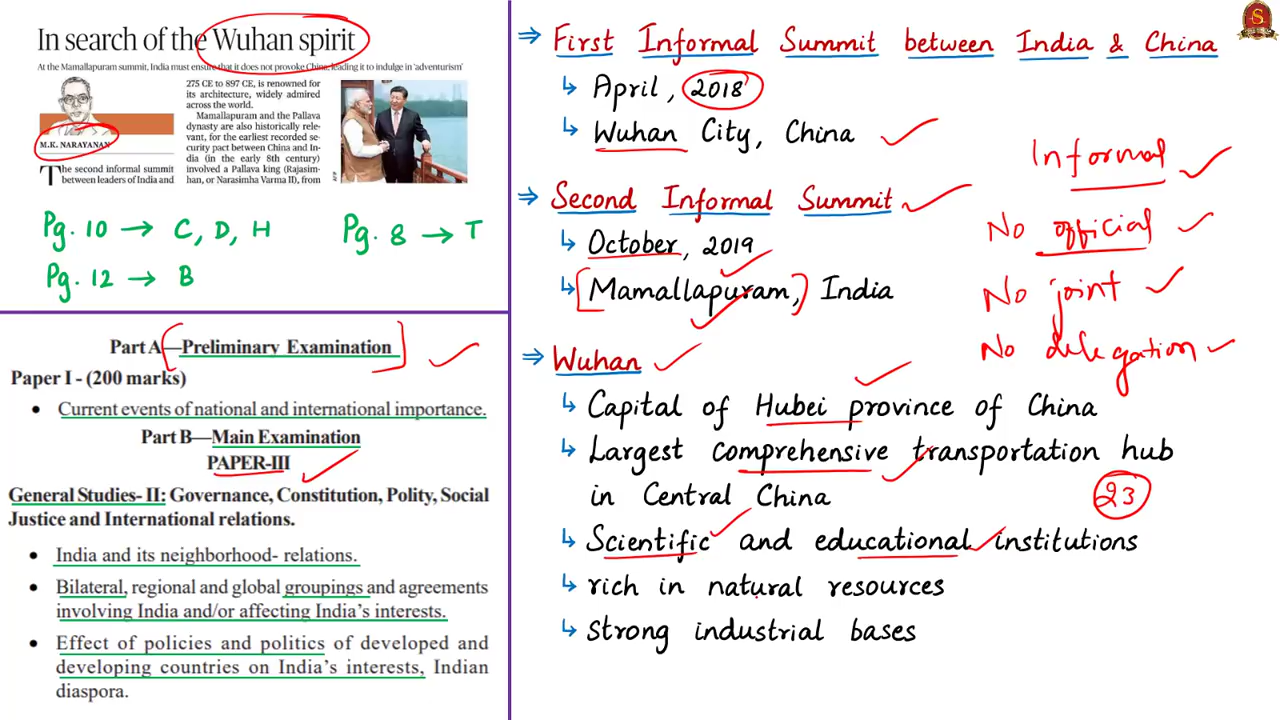 In search of the Wuhan spirit
At the Mamallapuram summit, India must ensure that it does not provoke China, leading it to indulge in 'adventurism'
M.K. NARAYANAN
The second informal summit
between leaders of India and
275 CE to 897 CE, is renowned for
its architecture, widely admired
across the world.
Mamallapuram and the Pallava
dynasty are also historically rele-
vant, for the earliest recorded se-
curity pact between China and In-
dia (in the early 8th century)
involved a Pallava king (Rajasim-
han, or Narasimha Varma II), from
AFP
Pg. 10 → C, D, H
Pg. 8 → T
Pg. 12 → B
Part A—Preliminary Examination
Paper I - (200 marks)
• Current events of national and international importance.
Part B—Main Examination
PAPER-III
General Studies- II: Governance, Constitution, Polity, Social
Justice and International relations.
• India and its neighborhood- relations.
• Bilateral, regional and global groupings and agreements
involving India and/or affecting India's interests.
• Effect of policies and politics of developed and
developing countries on India's interests, Indian
diaspora.
⇒ First Informal Summit between India & China
↳ April, 2018
↳ Wuhan City, China
⇒ Second Informal Summit
↳ October, 2019
↳ [Mamallapuram,] India
⇒ Wuhan
↳ Capital of Hubei province of China
↳ Largest comprehensive transportation hub
in Central China
↳ Scientific and educational institutions
↳ rich in natural resources
↳ Strong industrial bases
Informal
No official
No joint
No delegation
23
S